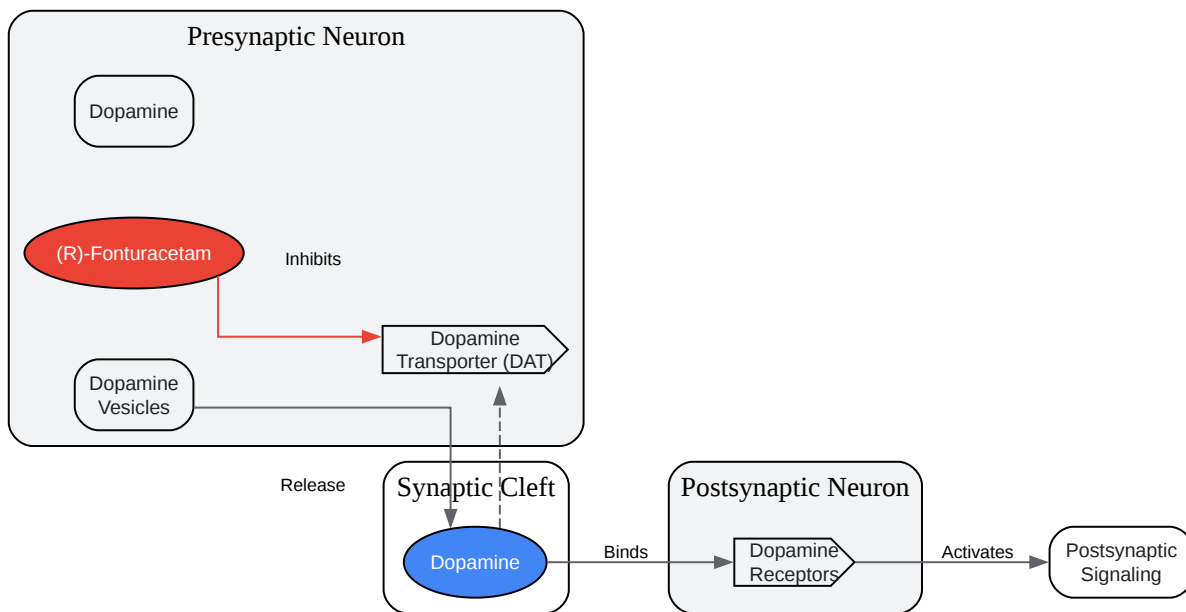 Presynaptic Neuron
Dopamine
(R)-Fonturacetam
Inhibits
Dopamine
Transporter (DAT)
Dopamine
Vesicles
Release
Synaptic Cleft
Postsynaptic Neuron
Dopamine
Binds
Dopamine
Receptors
Activates
Postsynaptic
Signaling